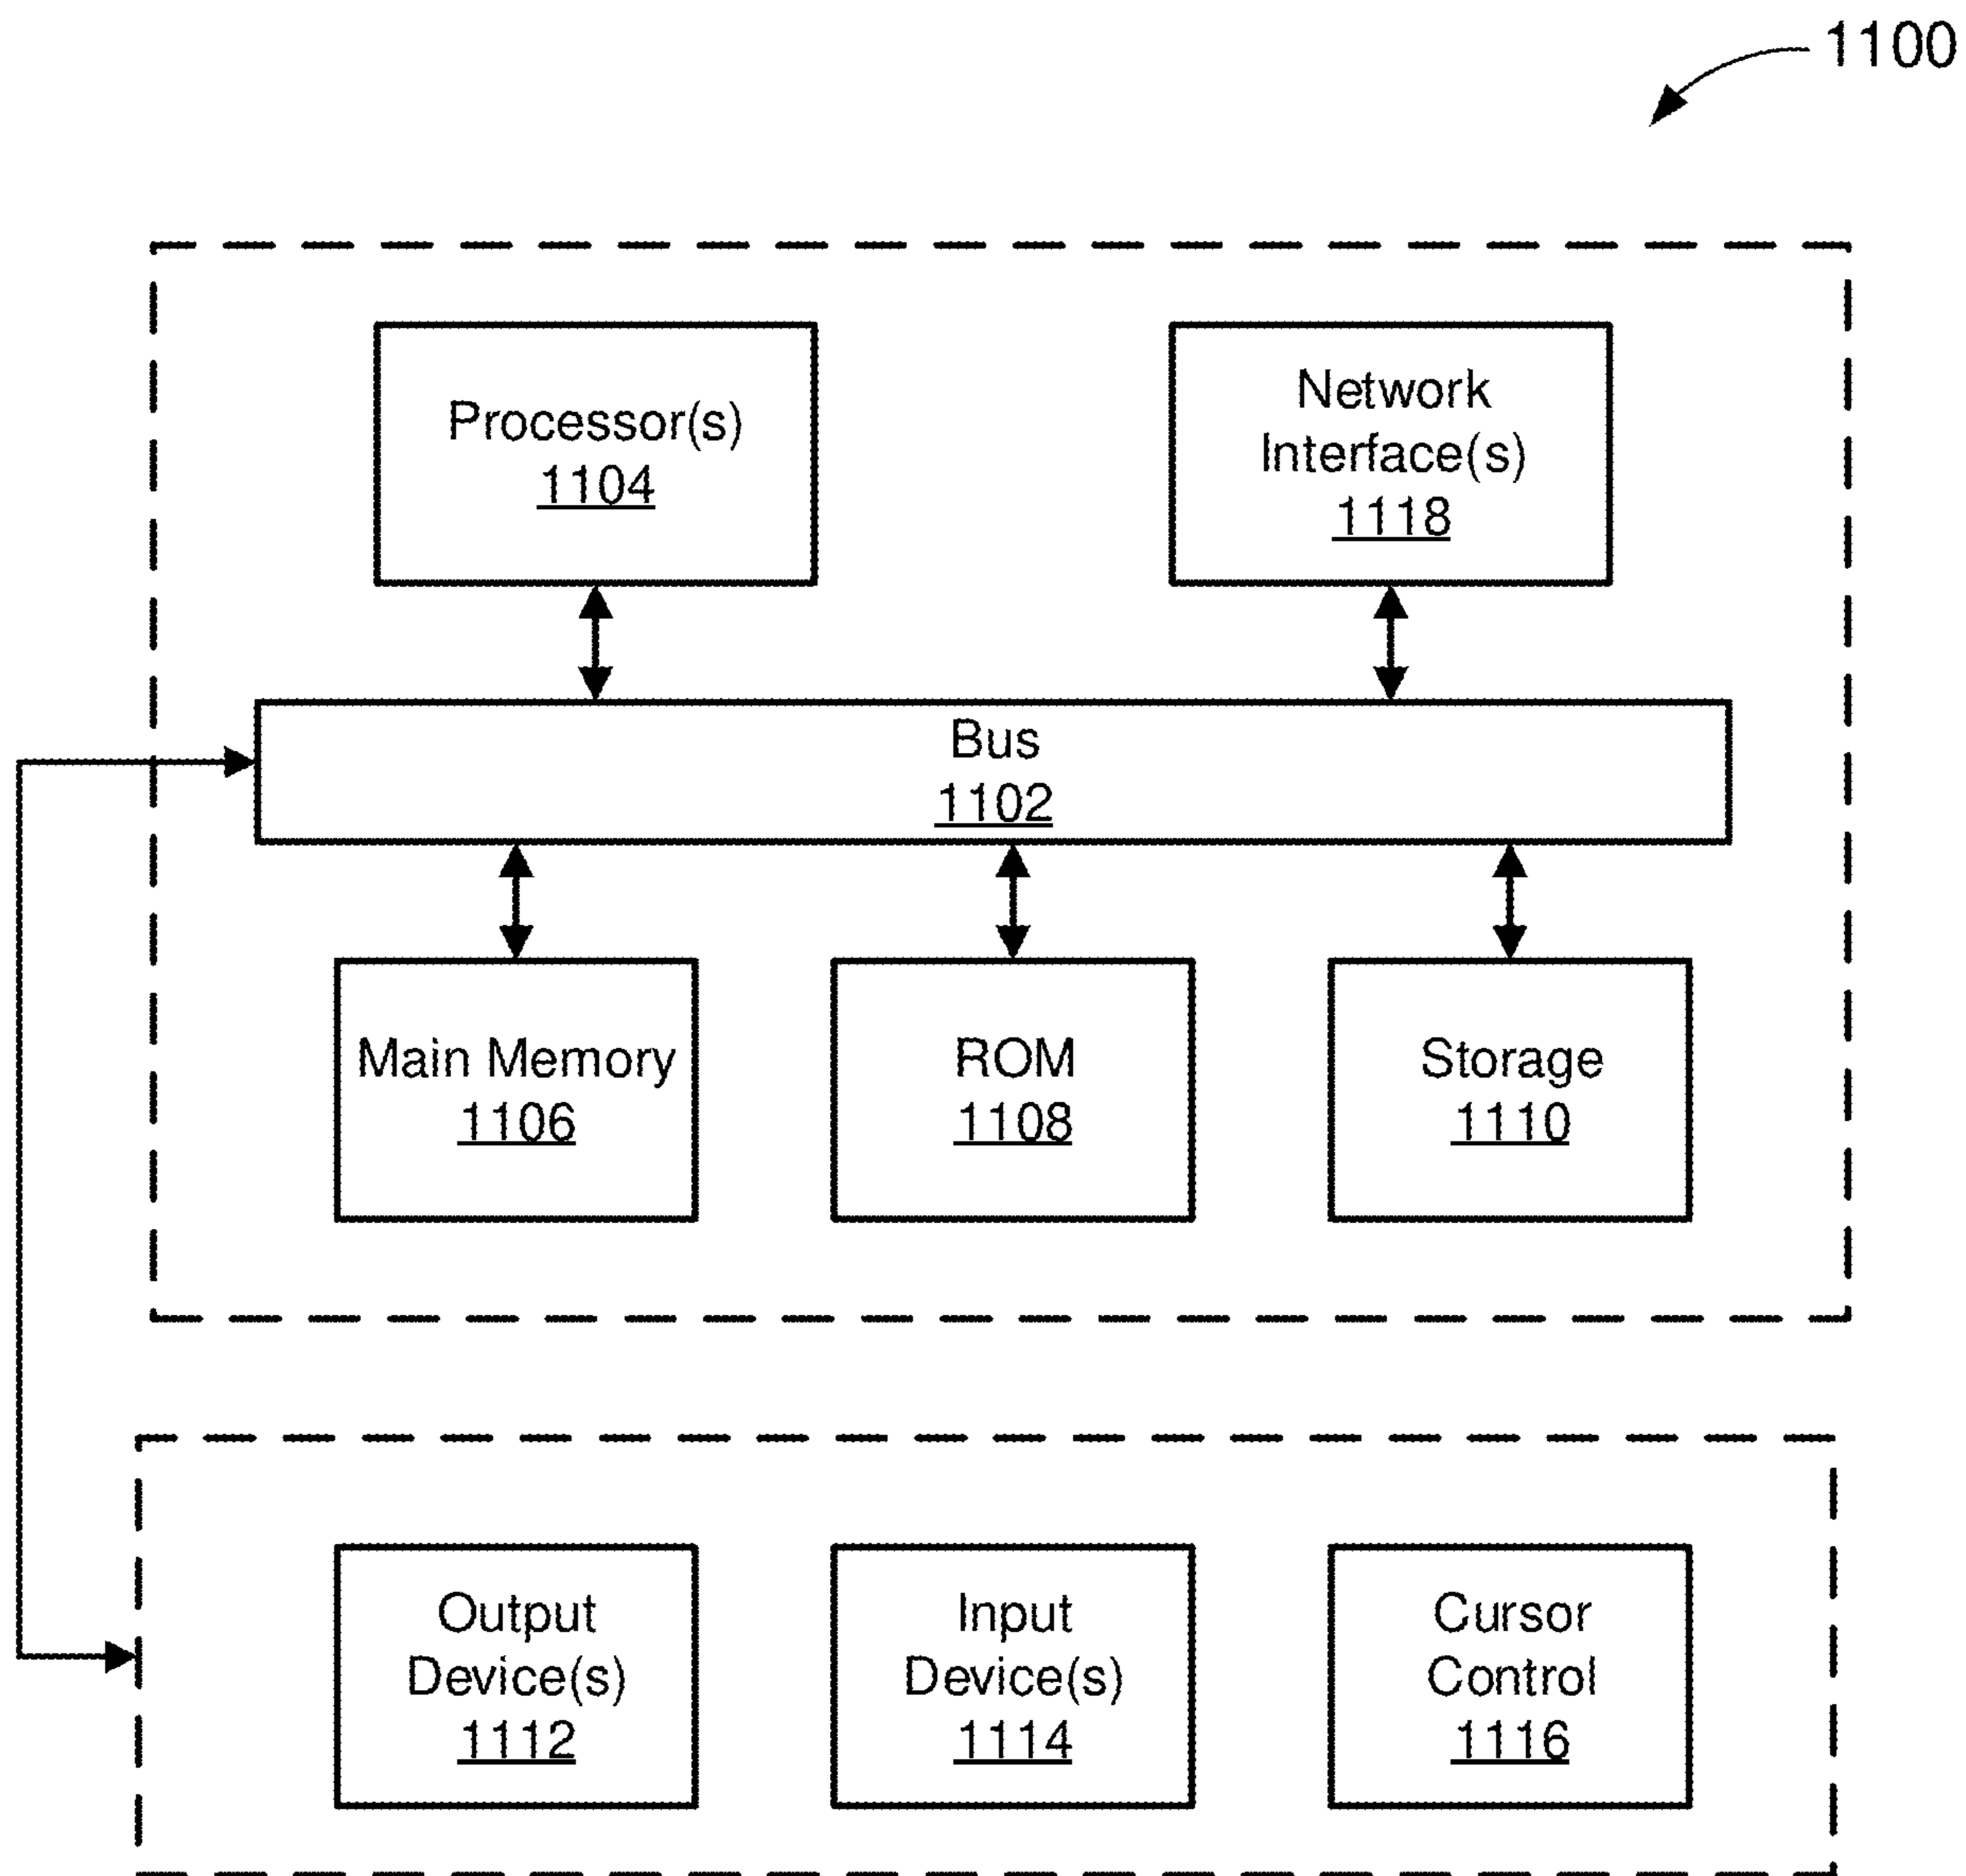 1100
Processor(s)
1104
Network
Interface(s)
1118
Bus
1102
Main Memory
1106
ROM
1108
Storage
1110
Output
Device(s)
1112
Input
Device(s)
1114
Cursor
Control
1116